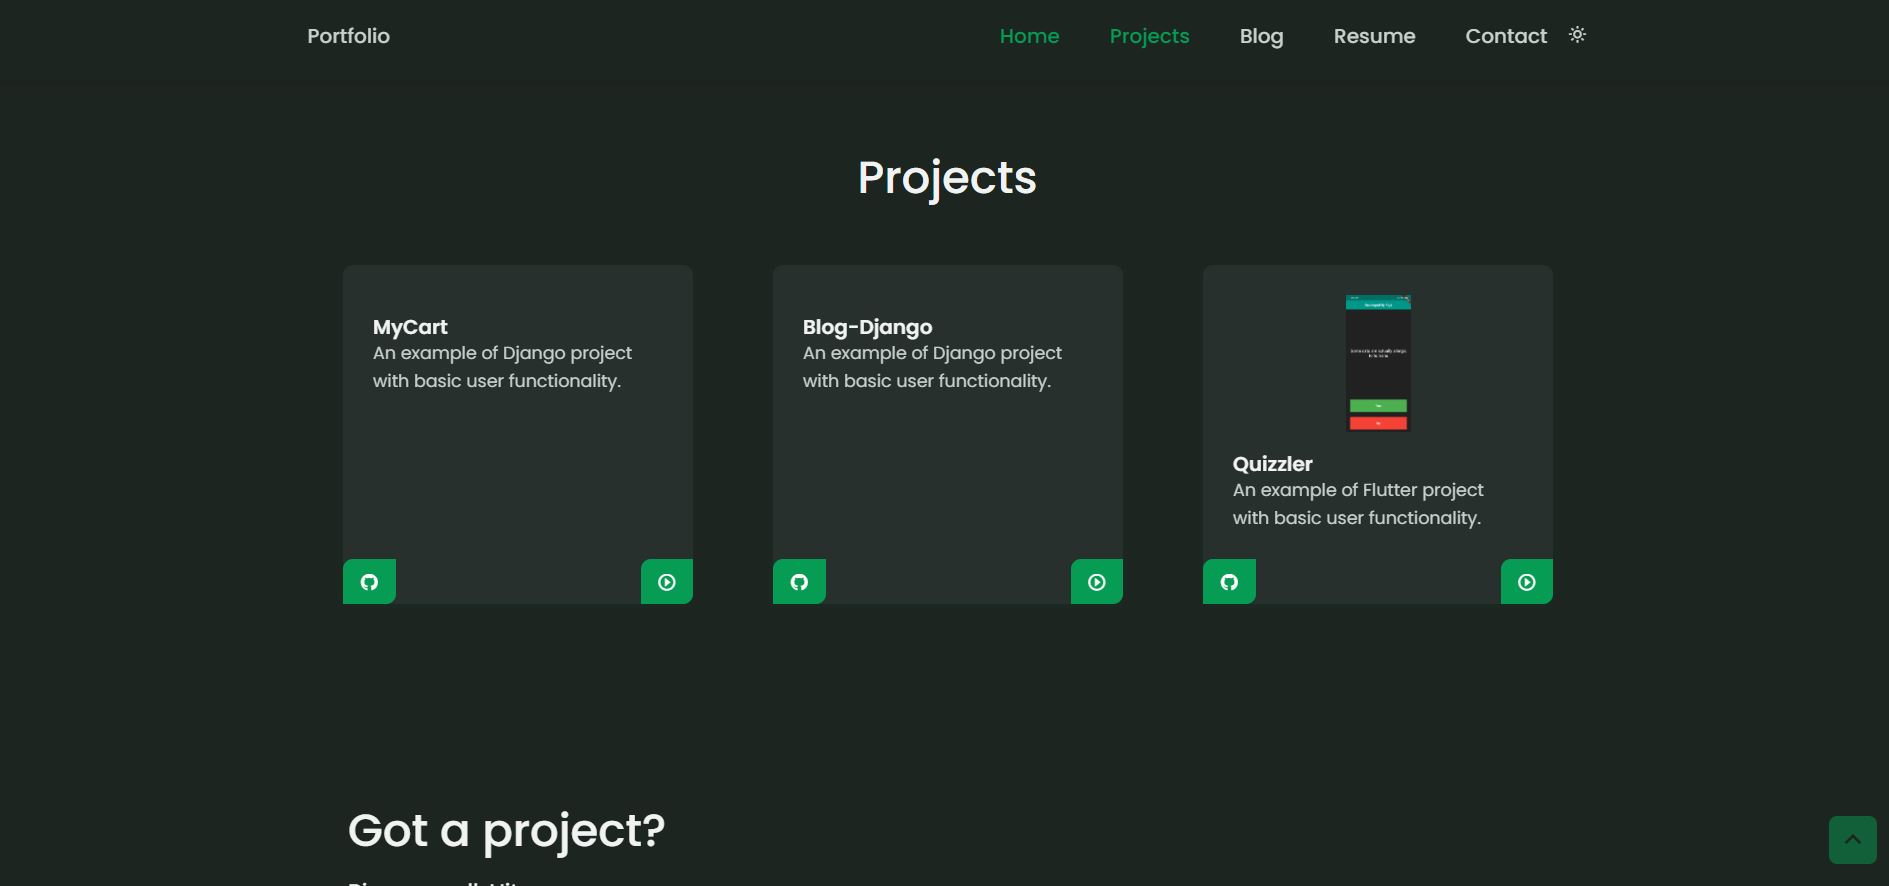 Portfolio
Home
Projects
Blog
Resume
Contact
Projects
MyCart
An example of Django project
with basic user functionality.
Blog-Django
An example of Django project
with basic user functionality.
Quizzler
An example of Flutter project
with basic user functionality.
Got a project?